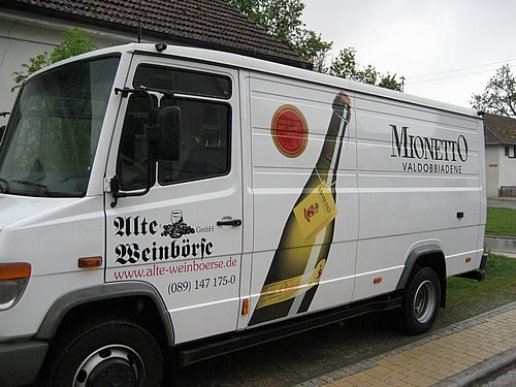 MIONETTO
VALDOBBIADENE
Alte
GmbH
Weinbörse
www.alte-weinboerse.de
(089) 147 175-0